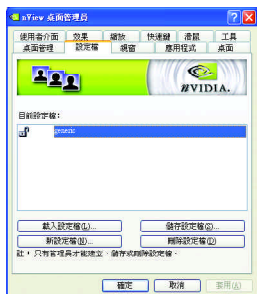 nView 桌面管理員
使用者介面 效果 縮放 快速鍵 滑鼠 工具
桌面管理 設定檔 視窗 應用程式 桌面
NVIDIA.
目前設定檔:
generic
載入設定檔(L)... 儲存設定檔(S)...
新設定檔(N)... 刪除設定檔(D)
註，只有管理員才能建立、儲存或刪除設定檔。
確定 取消 套用(A)